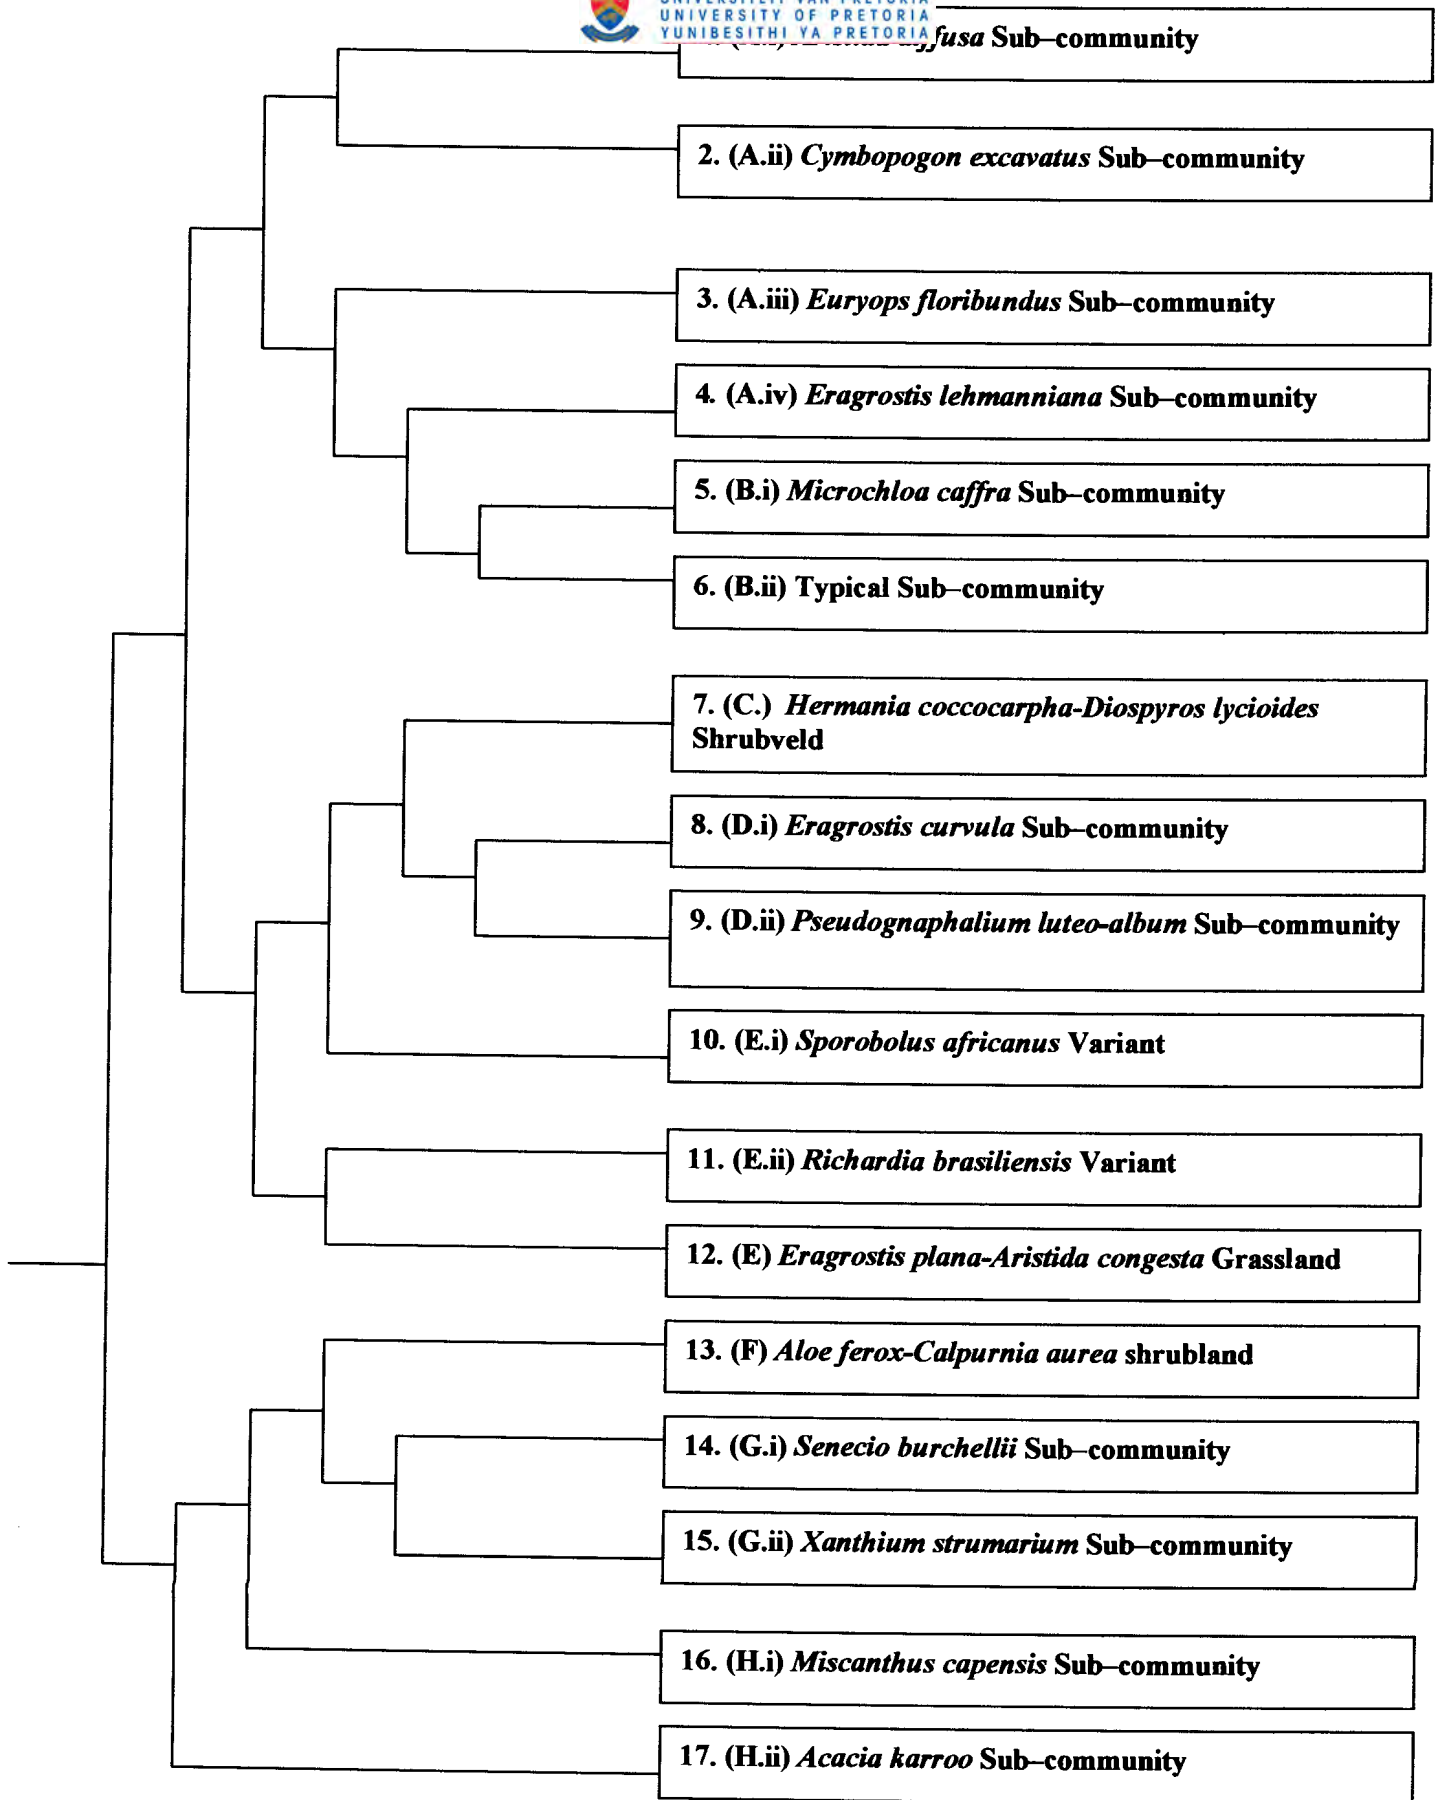 UNIVERSITY OF PRETORIA
YUNIBESITHI YA PRETORIA
Sub–community
2. (A.ii) Cymbopogon excavatus Sub–community
3. (A.iii) Euryops floribundus Sub–community
4. (A.iv) Eragrostis lehmanniana Sub–community
5. (B.i) Microchloa caffra Sub–community
6. (B.ii) Typical Sub–community
7. (C.) Hermania coccocarpha-Diospyros lycioides
Shrubveld
8. (D.i) Eragrostis curvula Sub–community
9. (D.ii) Pseudognaphalium luteo-album Sub–community
10. (E.i) Sporobolus africanus Variant
11. (E.ii) Richardia brasiliensis Variant
12. (E) Eragrostis plana-Aristida congesta Grassland
13. (F) Aloe ferox-Calpurnia aurea shrubland
14. (G.i) Senecio burchellii Sub–community
15. (G.ii) Xanthium strumarium Sub–community
16. (H.i) Miscanthus capensis Sub–community
17. (H.ii) Acacia karroo Sub–community